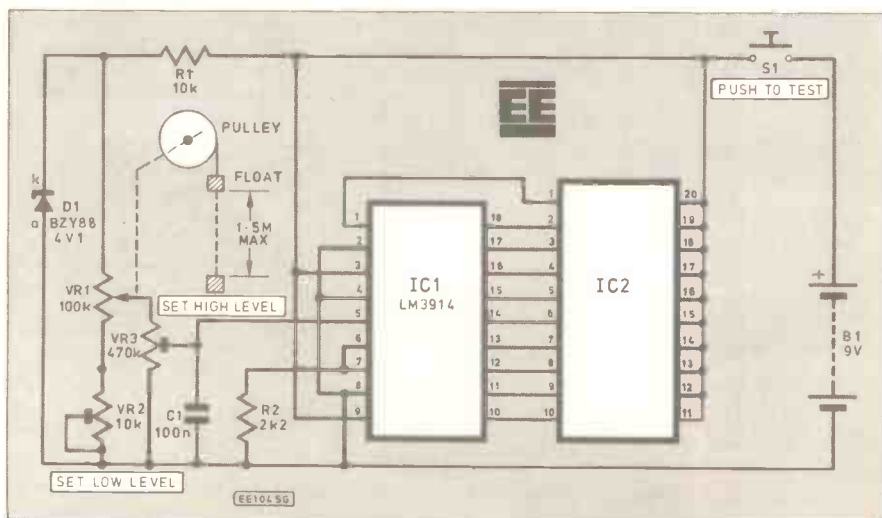 R1
10k
PULLEY
FLOAT
1·5M
MAX
k
D1
a
BZY88
4V1
VR1
100k
SET HIGH LEVEL
VR3
470k
VR2
10k
SET LOW LEVEL
C1
100n
R2
2k2
EE
IC1
LM3914
1
2
3
4
5
6
7
8
9
18
17
16
15
14
13
12
11
10
IC2
1
2
3
4
5
6
7
8
9
10
20
19
18
17
16
15
14
13
12
11
S1
PUSH TO TEST
+
B1
9V
EE104SG